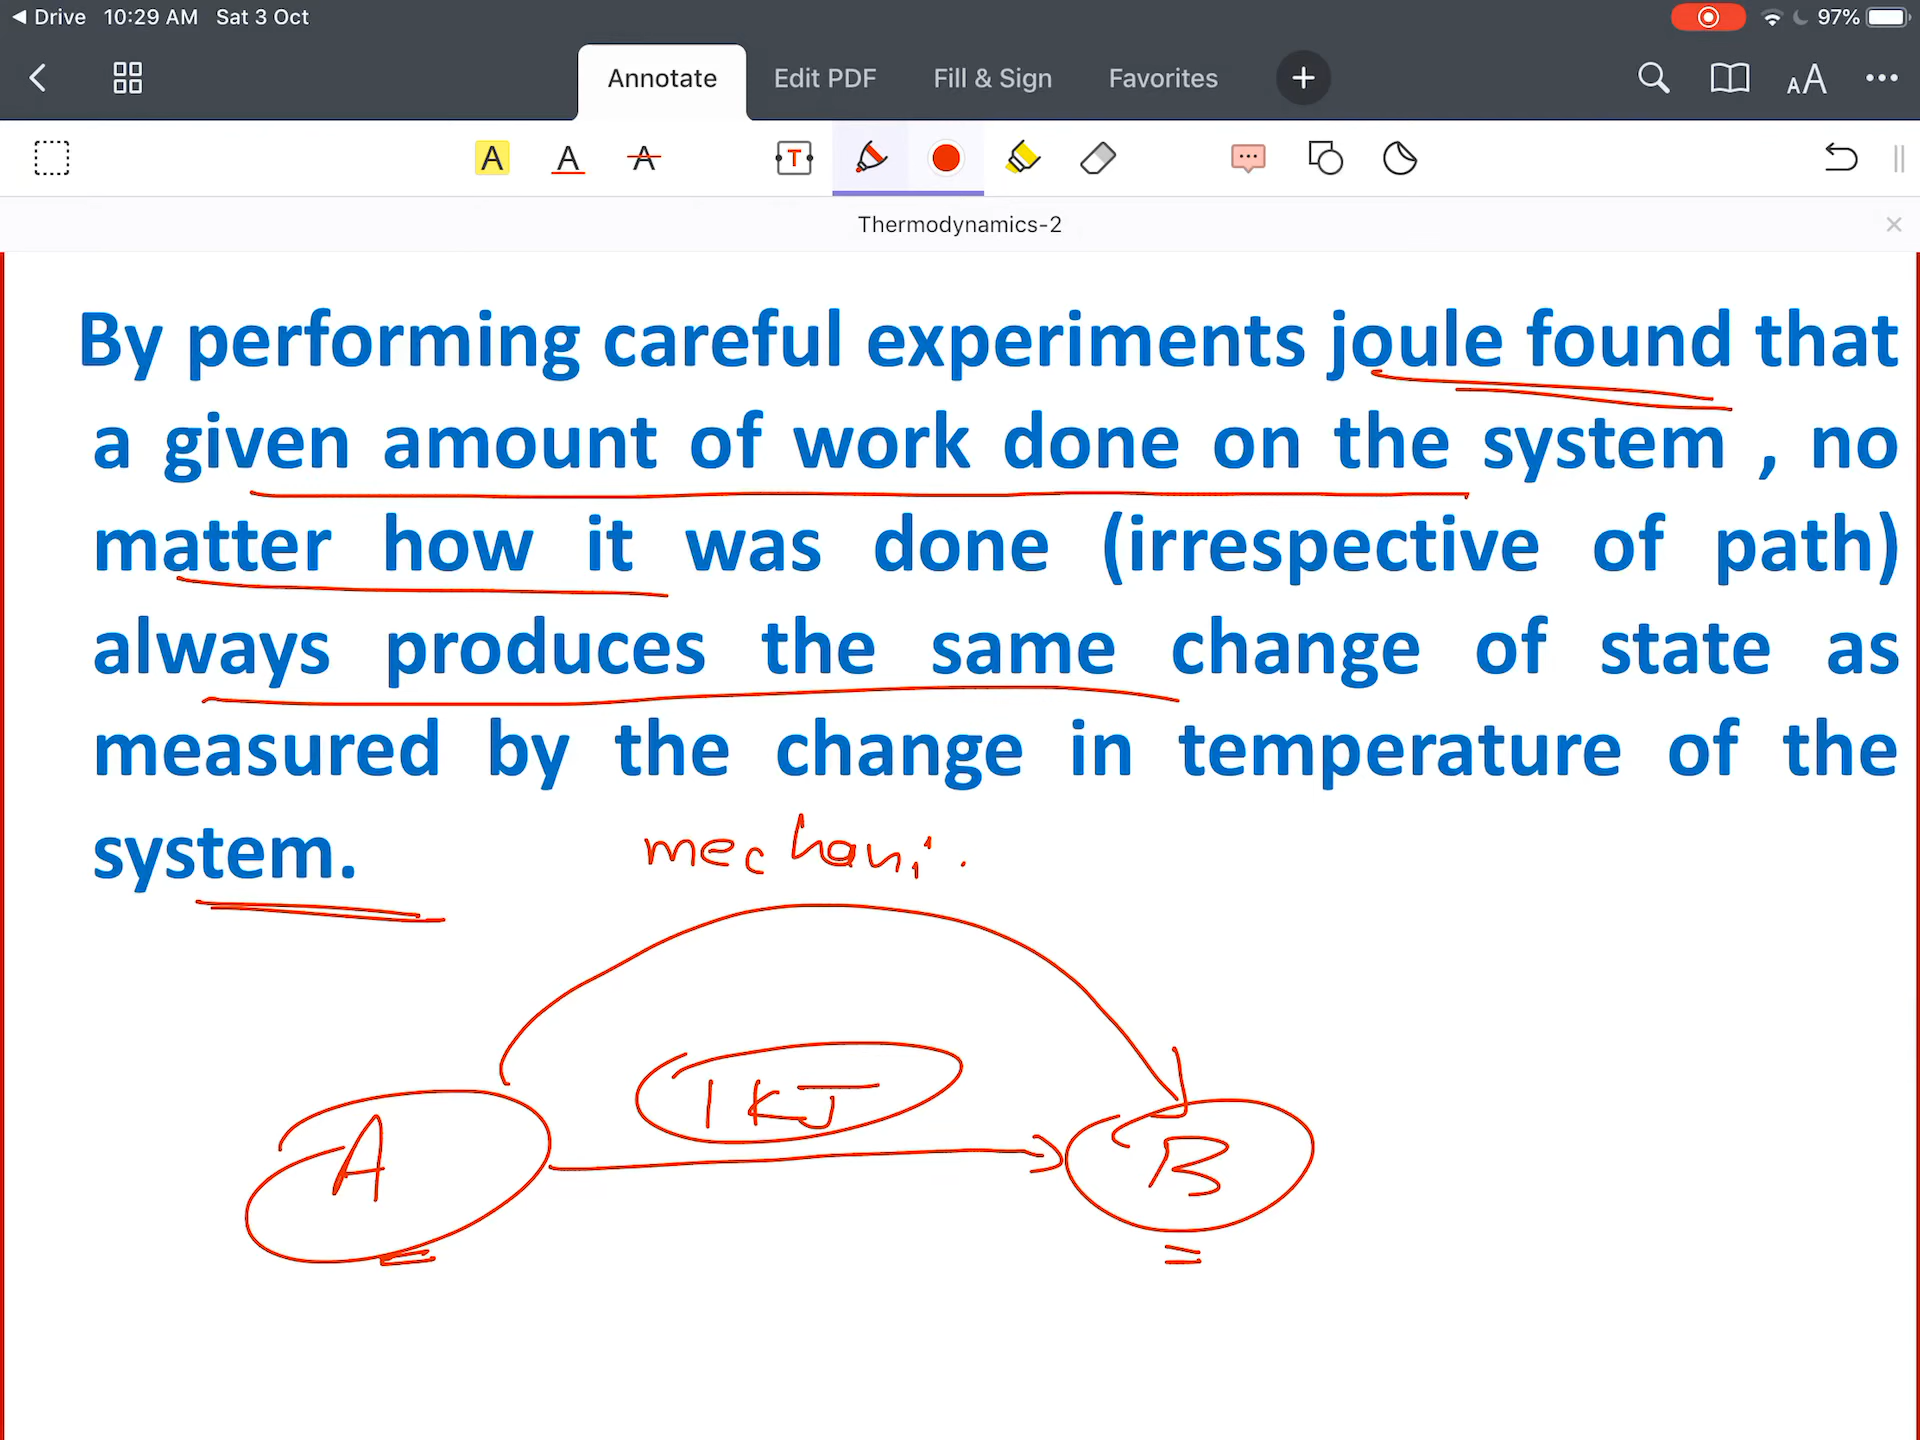 Drive 10:29 AM Sat 3 Oct 97%
Annotate Edit PDF Fill & Sign Favorites
Thermodynamics-2
By performing careful experiments joule found that
a given amount of work done on the system , no
matter how it was done (irrespective of path)
always produces the same change of state as
measured by the change in temperature of the
system.
mechani.
1 KJ
A B